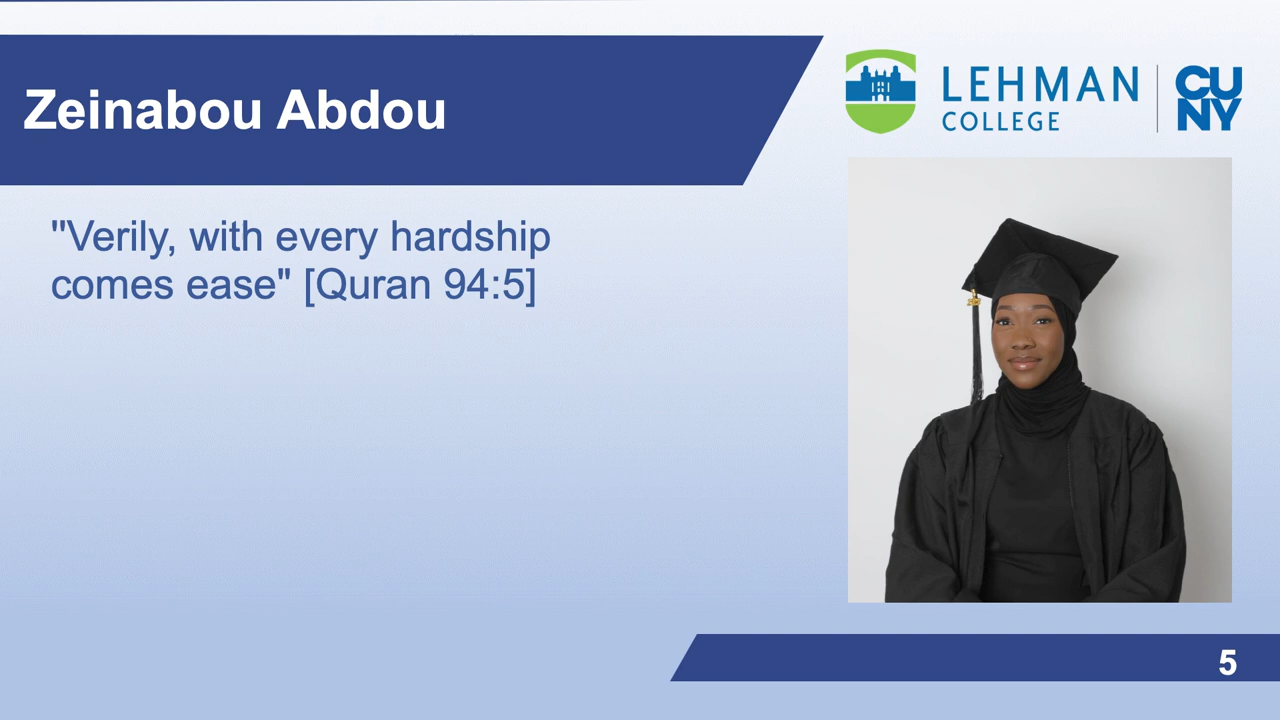 Zeinabou Abdou
LEHMAN
COLLEGE
CU
NY
"Verily, with every hardship
comes ease" [Quran 94:5]
5